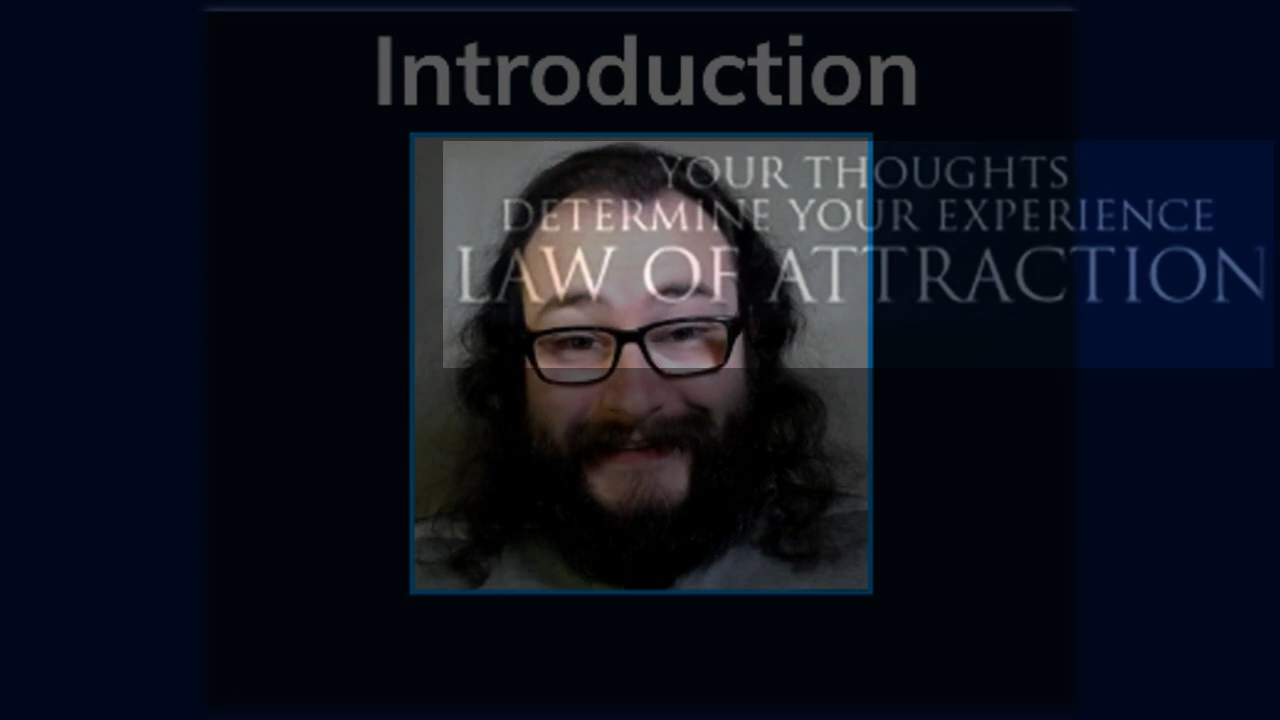 Introduction
YOUR THOUGHTS
DETERMINE YOUR EXPERIENCE
LAW OF ATTRACTION